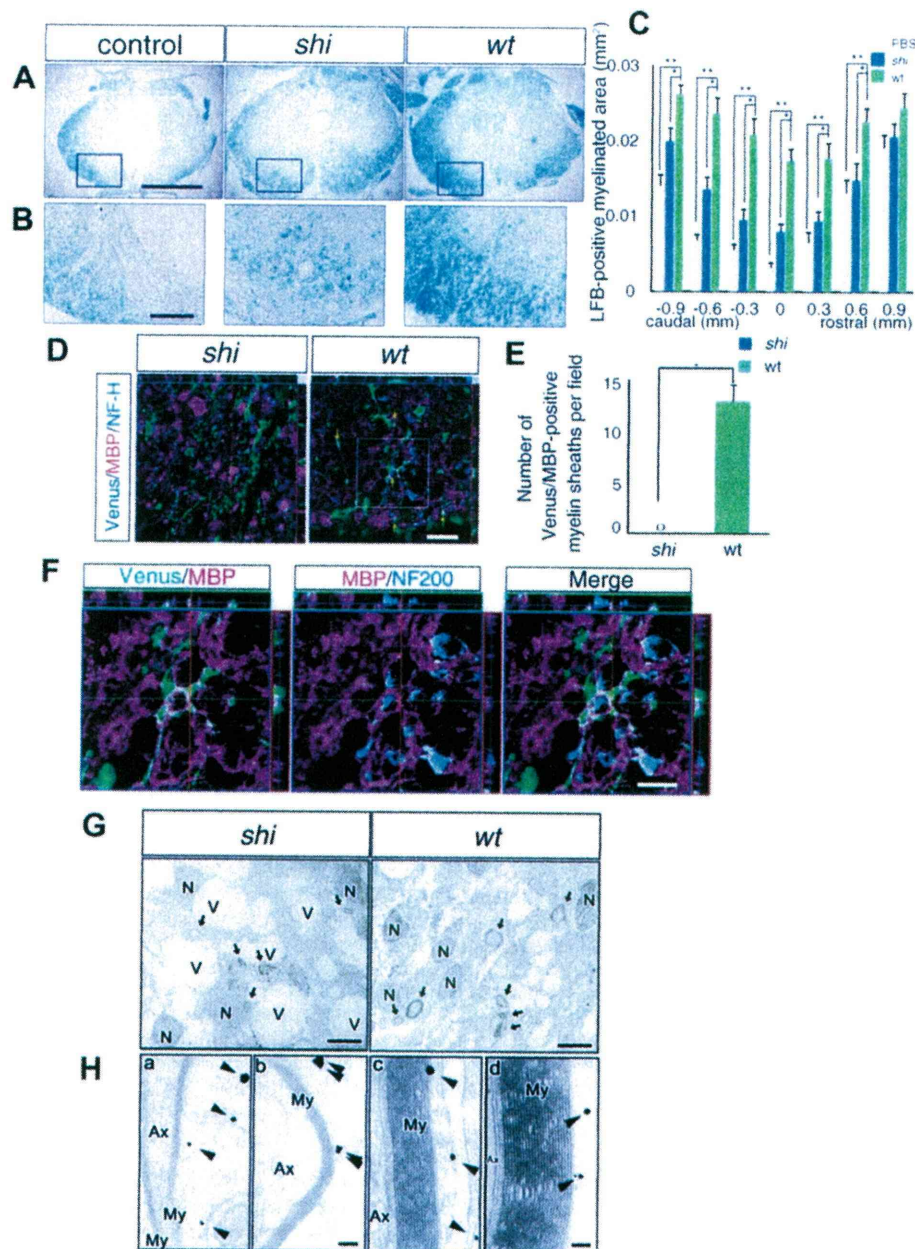 control shi wt
A
B
C
LFB-positive myelinated area (mm²)
0.03
0.02
0.01
0
PBS
shi
wt
** ** ** ** ** **
* * * * * *
-0.9 -0.6 -0.3 0 0.3 0.6 0.9
caudal (mm) rostral (mm)
D
shi wt
Venus/MBP/NF-H
E
shi
wt
Number of
Venus/MBP-positive
myelin sheaths per field
15
10
5
0
*
0
shi wt
F
Venus/MBP MBP/NF200 Merge
G
shi wt
N N V V V V N V N V
N N N N N
H
a b c d
Ax My My
My Ax
My Ax
My Ax